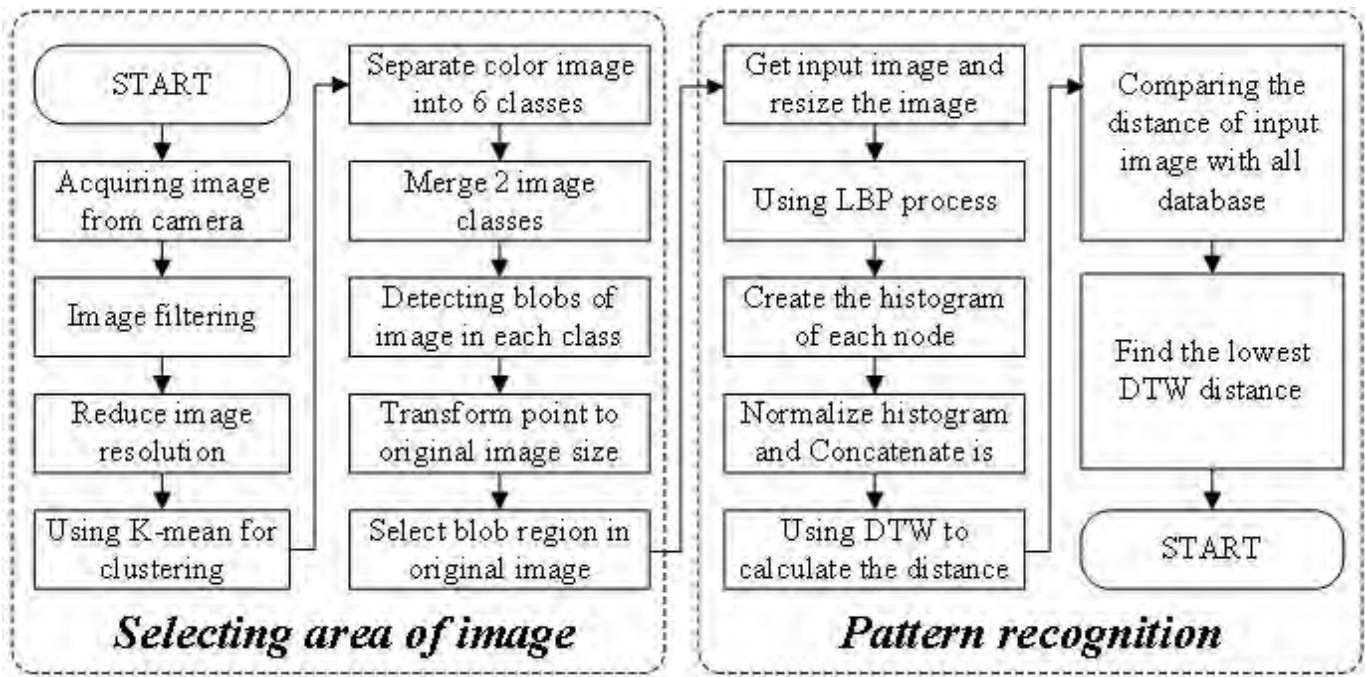 START
Acquiring image
from camera
Image filtering
Reduce image
resolution
Using K-mean for
clustering
Separate color image
into 6 classes
Merge 2 image
classes
Detecting blobs of
image in each class
Transform point to
original image size
Select blob region in
original image
Selecting area of image
Get input image and
resize the image
Using LBP process
Create the histogram
of each node
Normalize histogram
and Concatenate is
Using DTW to
calculate the distance
Comparing the
distance of input
image with all
database
Find the lowest
DTW distance
START
Pattern recognition